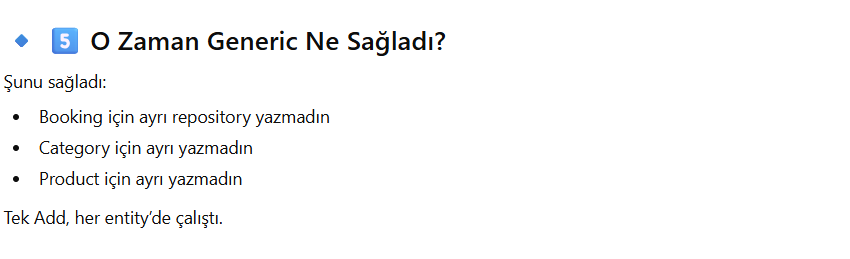 🔹 5️⃣ O Zaman Generic Ne Sağladı?
Şunu sağladı:
• Booking için ayrı repository yazmadın
• Category için ayrı yazmadın
• Product için ayrı yazmadın
Tek Add, her entity’de çalıştı.